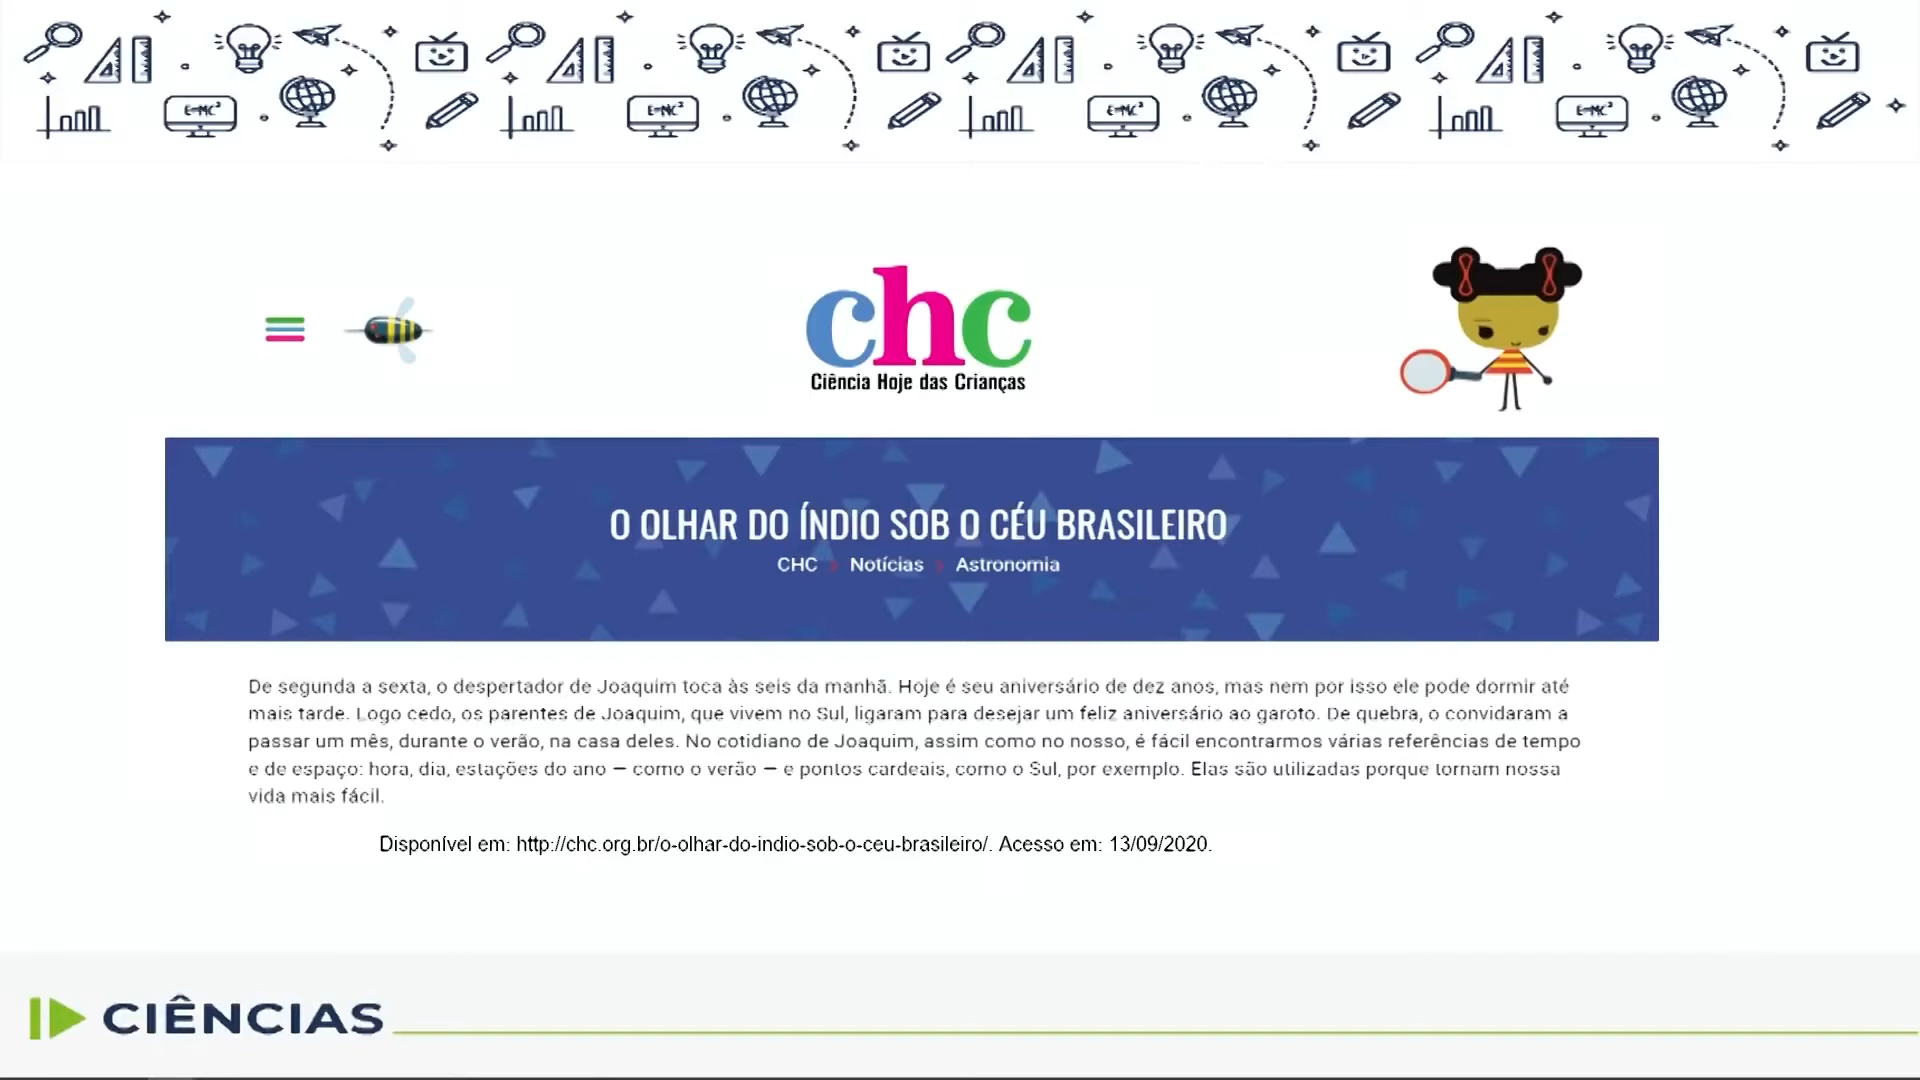 E=MC²
E=MC²
E=MC²
E=MC²
chc
Ciência Hoje das Crianças
O OLHAR DO ÍNDIO SOB O CÉU BRASILEIRO
CHC Notícias Astronomia
De segunda a sexta, o despertador de Joaquim toca às seis da manhã. Hoje é seu aniversário de dez anos, mas nem por isso ele pode dormir até
mais tarde. Logo cedo, os parentes de Joaquim, que vivem no Sul, ligaram para desejar um feliz aniversário ao garoto. De quebra, o convidaram a
passar um mês, durante o verão, na casa deles. No cotidiano de Joaquim, assim como no nosso, é fácil encontrarmos várias referências de tempo
e de espaço: hora, dia, estações do ano — como o verão — e pontos cardeais, como o Sul, por exemplo. Elas são utilizadas porque tornam nossa
vida mais fácil.
Disponível em: http://chc.org.br/o-olhar-do-indio-sob-o-ceu-brasileiro/. Acesso em: 13/09/2020.
CIÊNCIAS